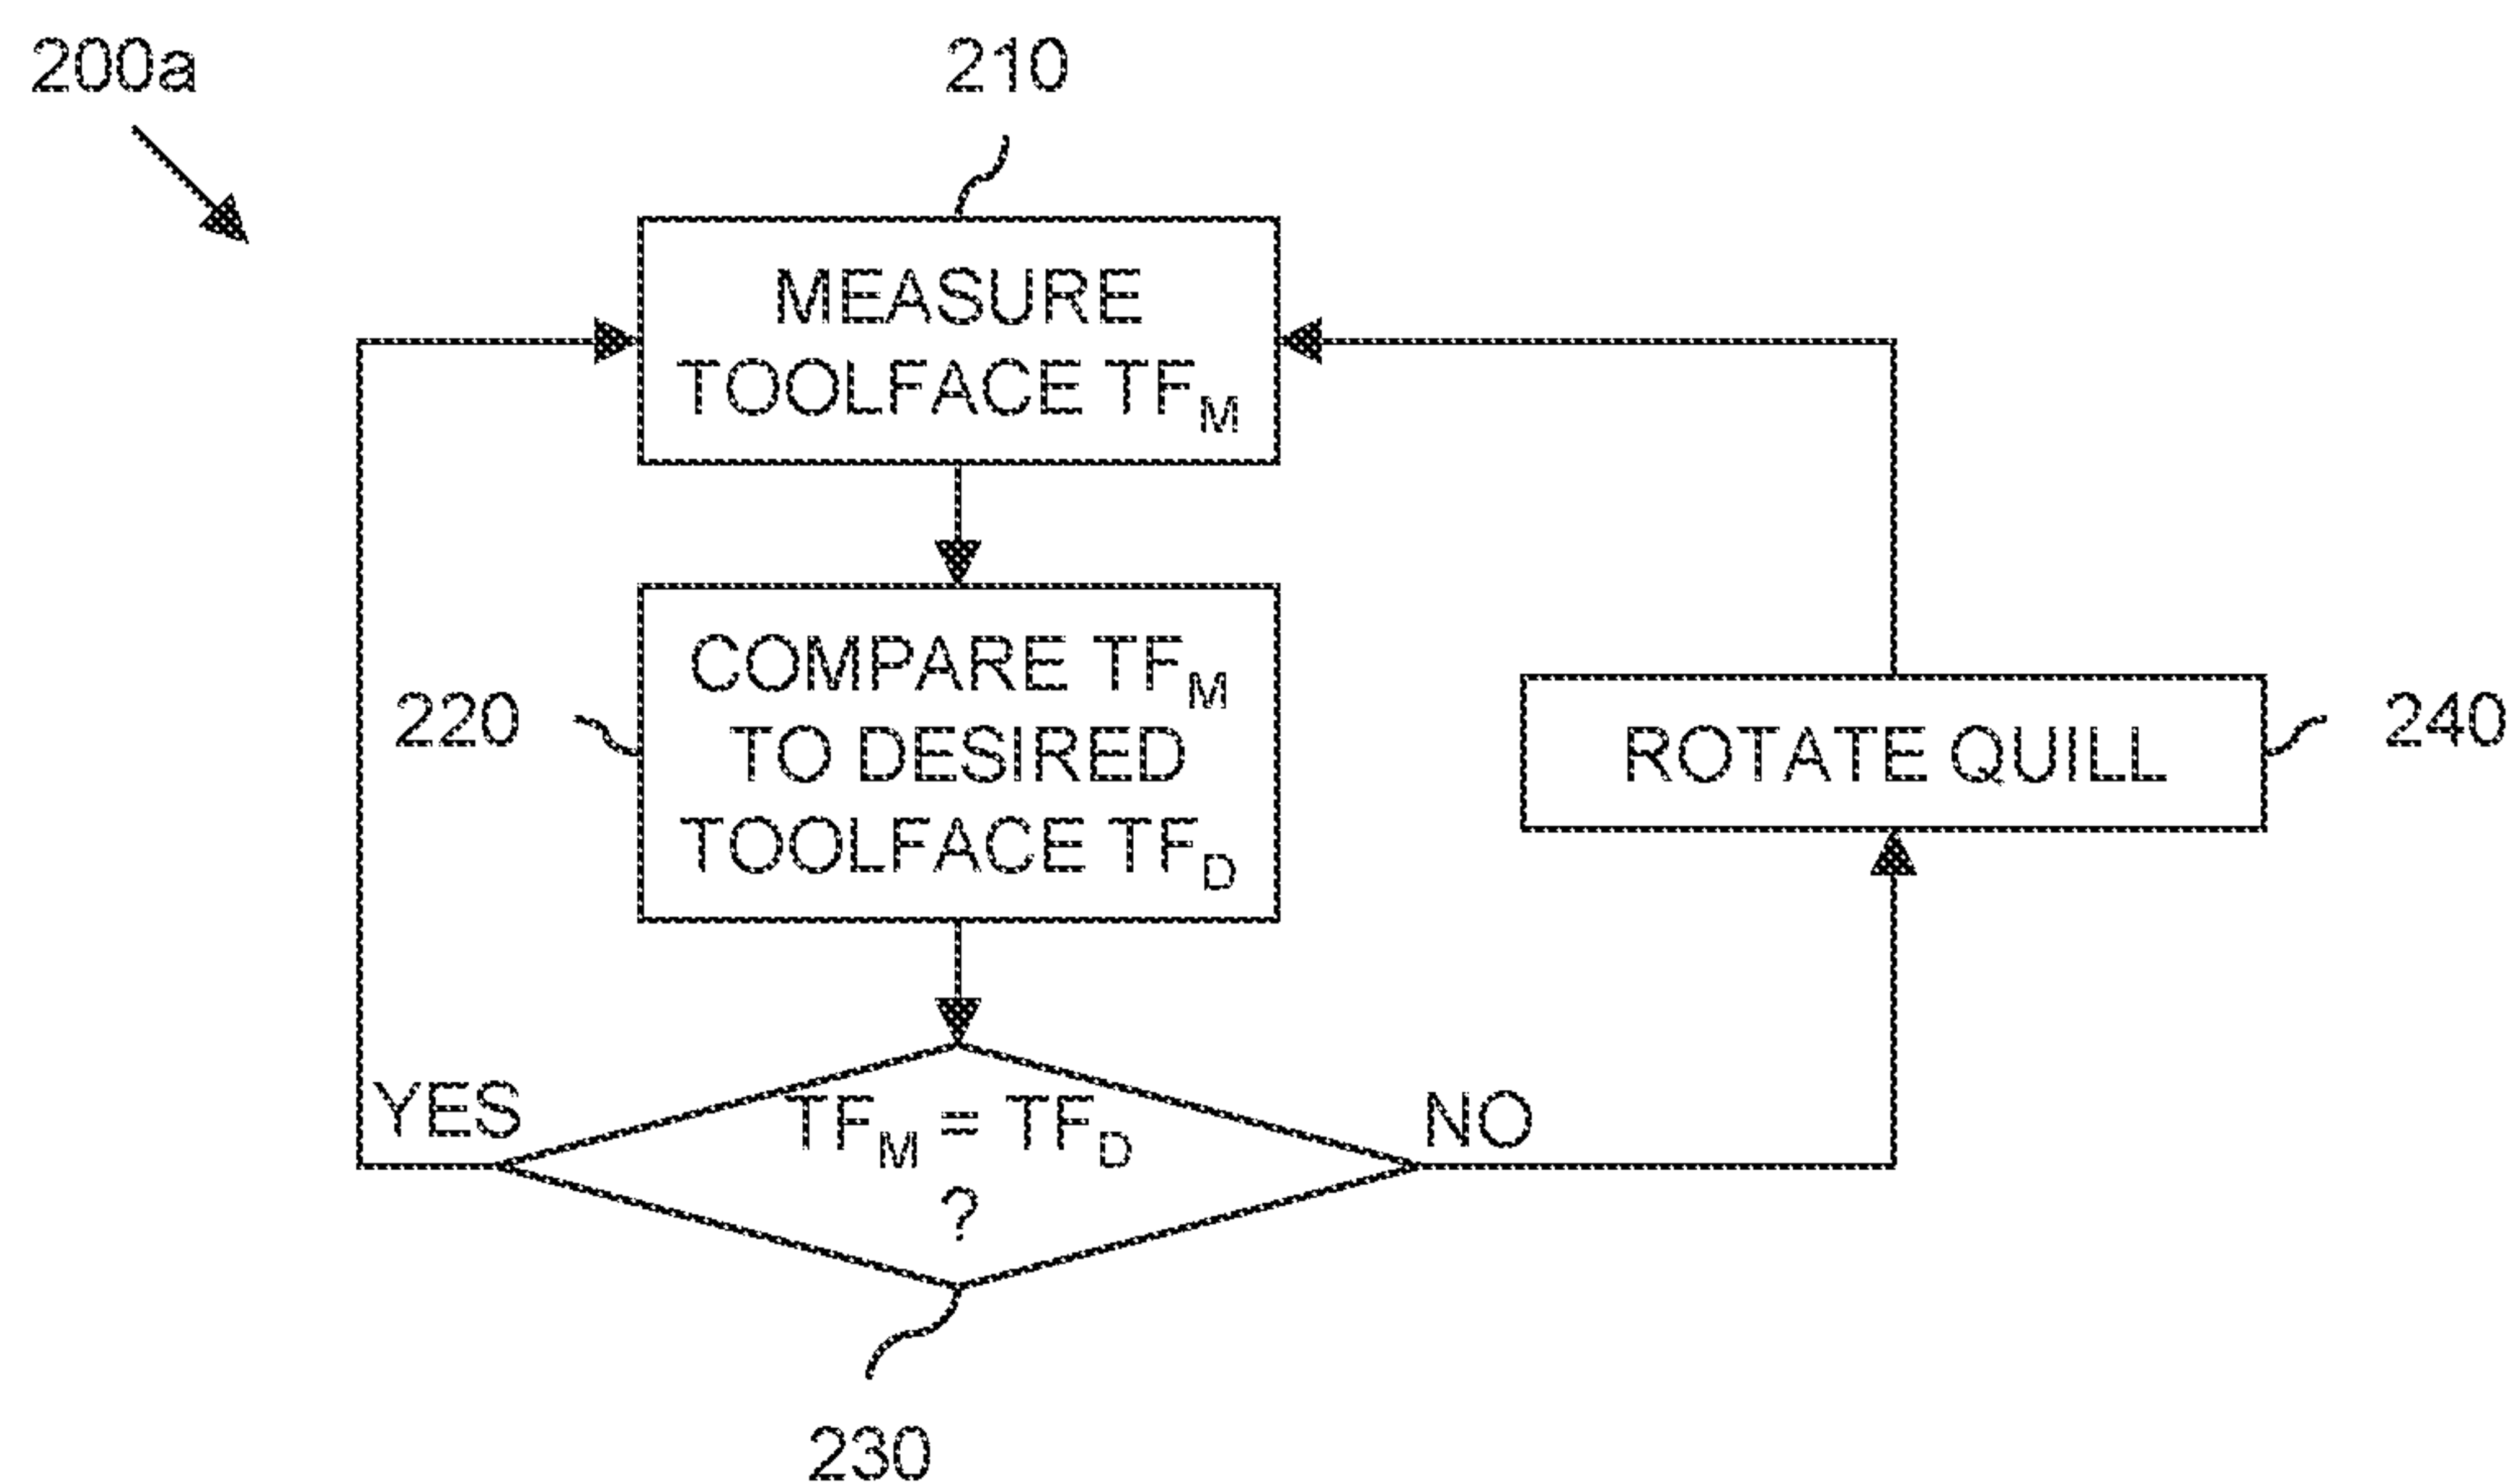 200a
210
MEASURE
TOOLFACE TFM
COMPARE TFM
TO DESIRED
TOOLFACE TFD
220
ROTATE QUILL
240
YES
TFM = TFD
?
NO
230